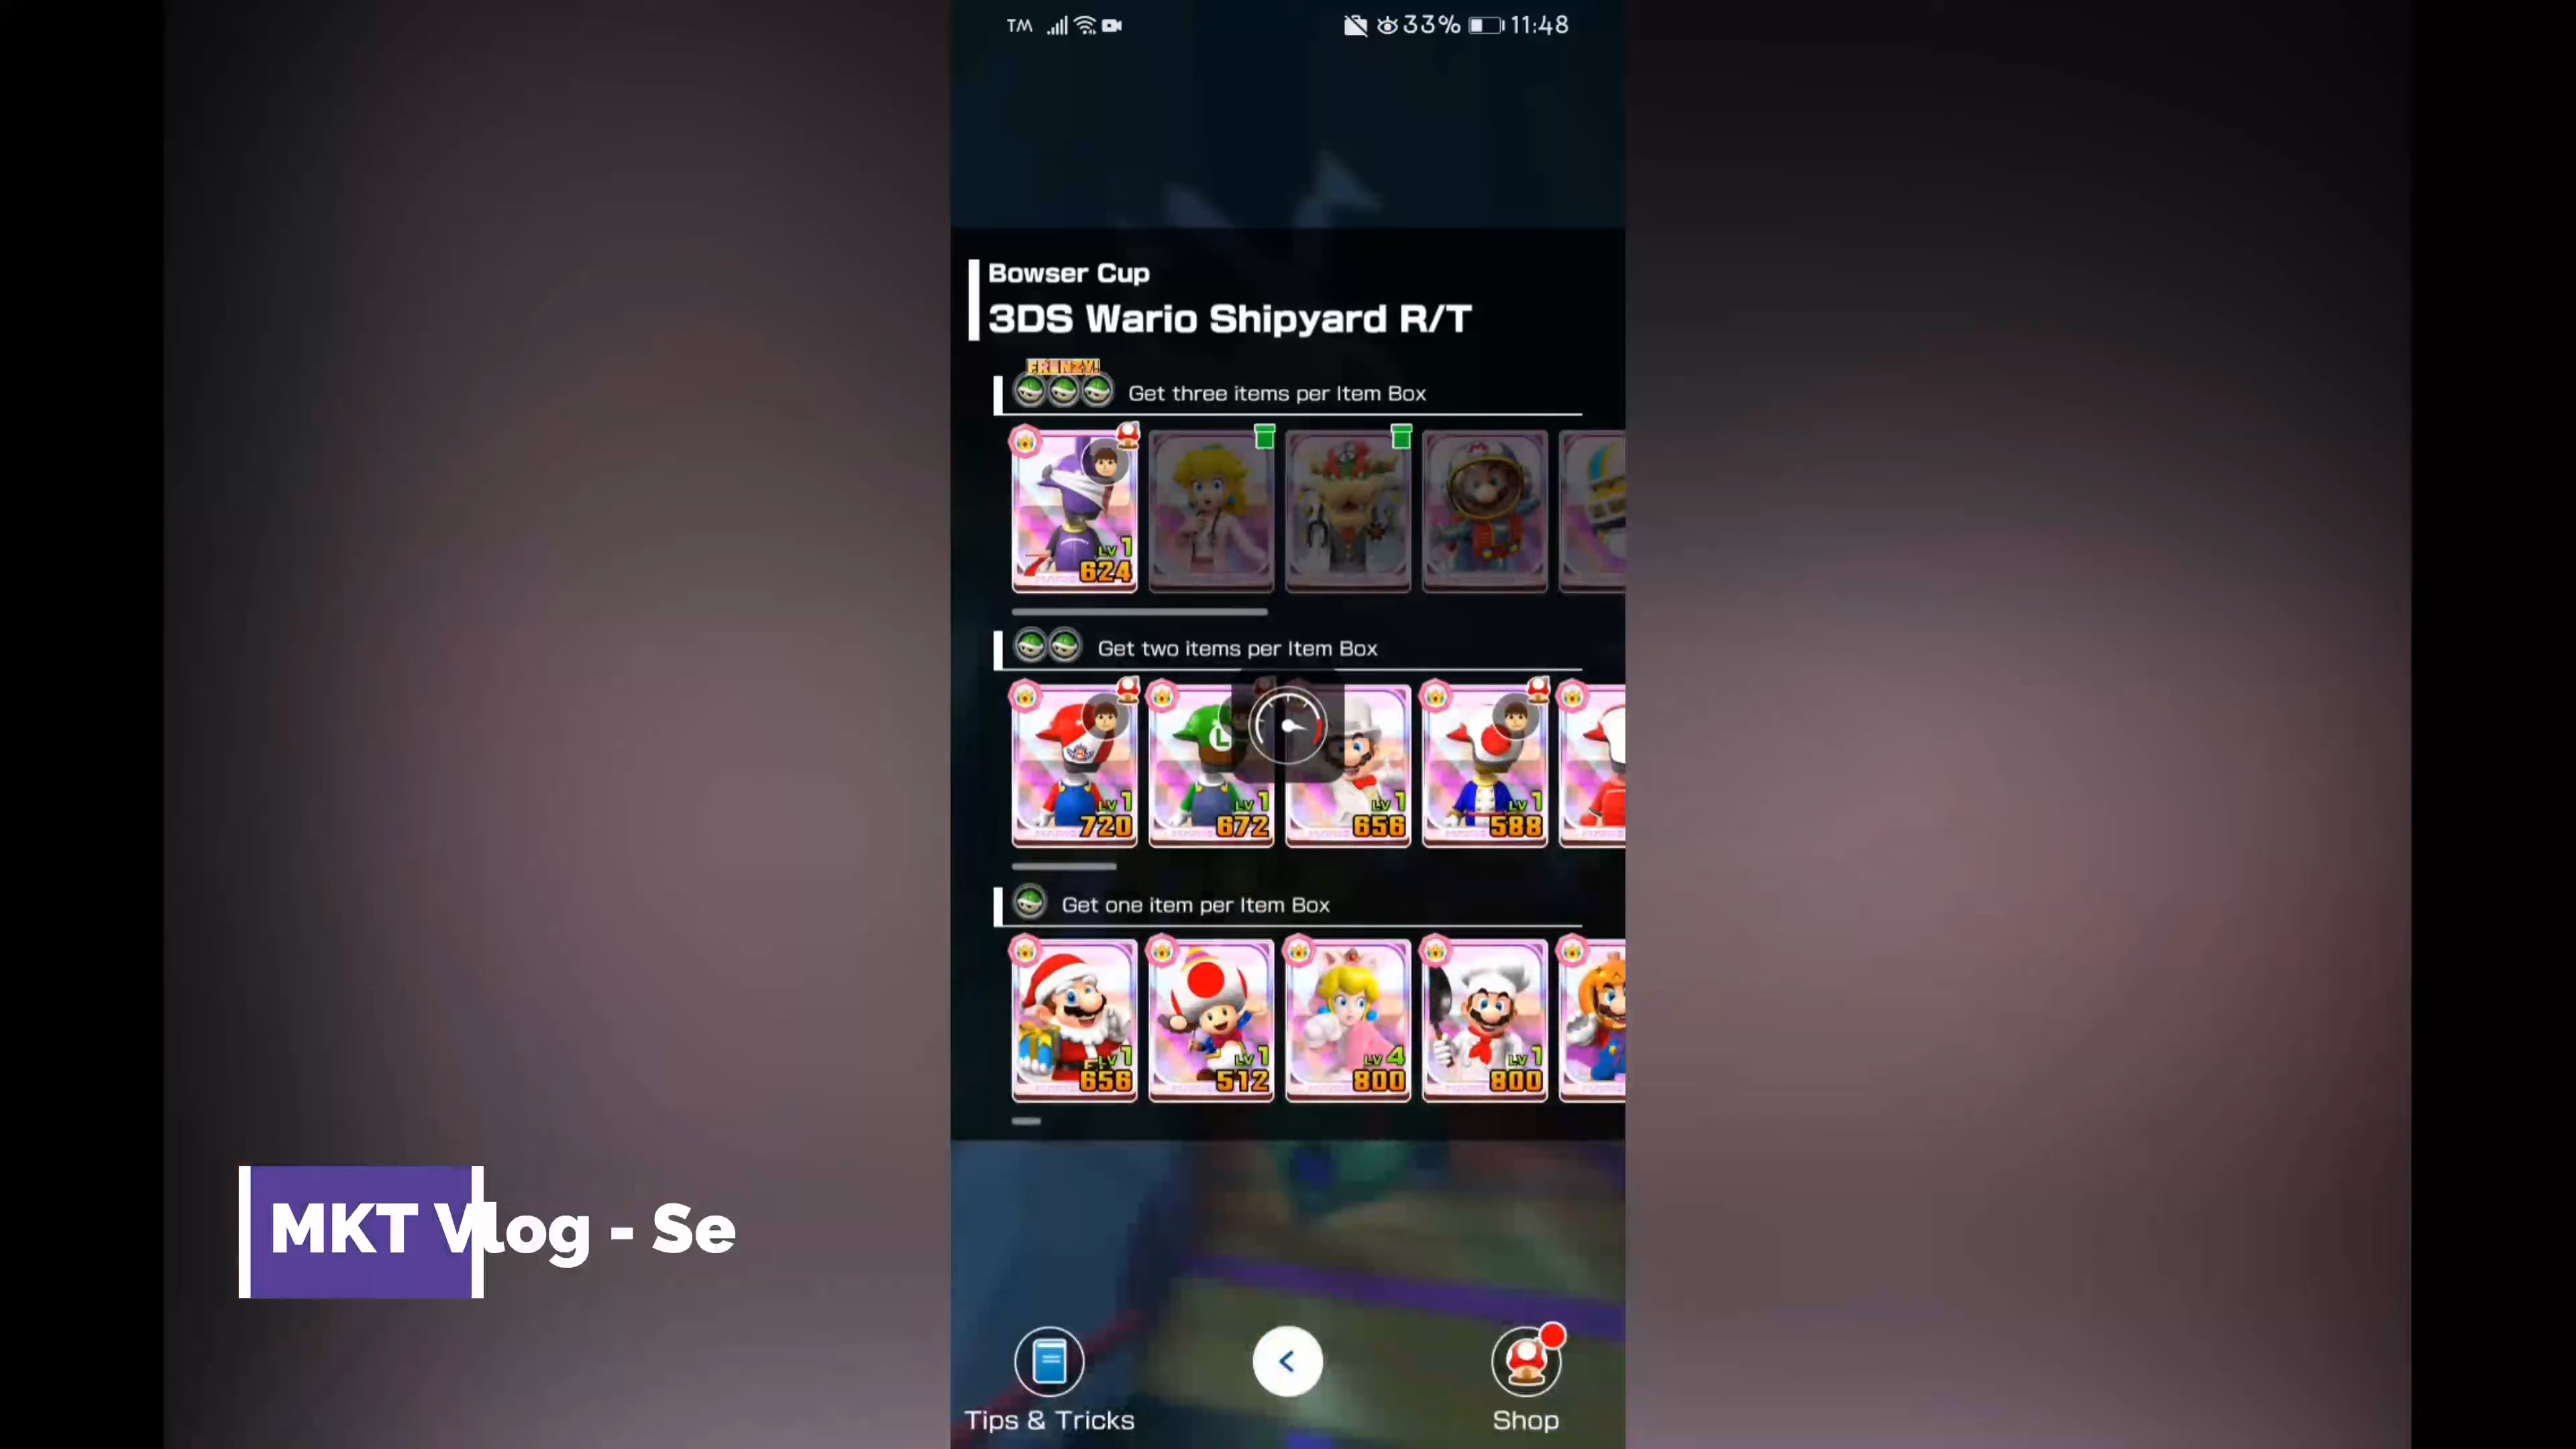 TM 33% 11:48
Bowser Cup
3DS Wario Shipyard R/T
FRENZY!
Get three items per Item Box
LV 1
624
Get two items per Item Box
L
LV 1 LV 1 LV 1 LV 1
720 672 656 588
Get one item per Item Box
LV 1 LV 1 LV 4 LV 1
656 512 800 800
MKT Vlog - Se
<
Tips & Tricks Shop